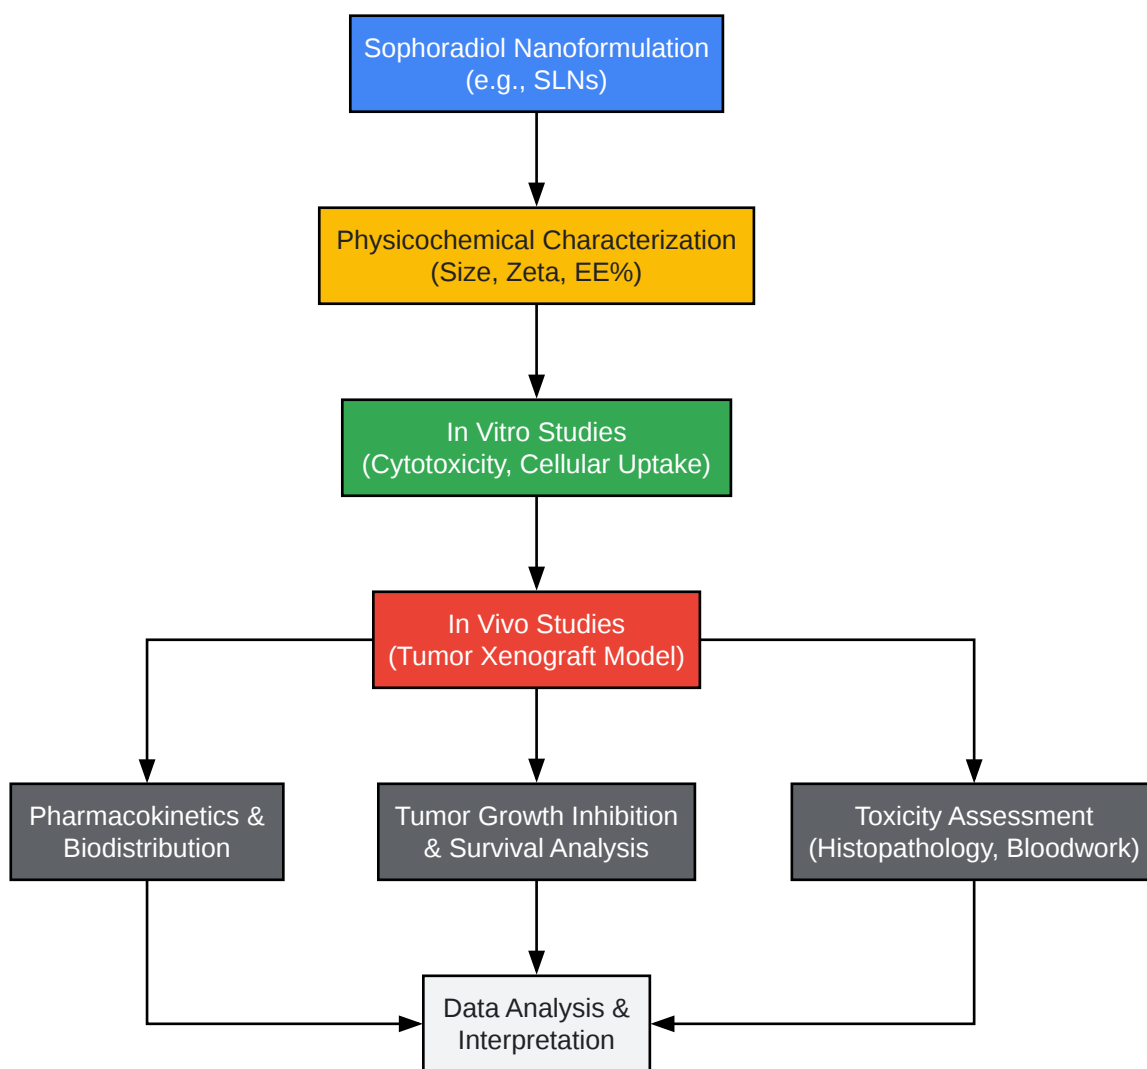 Sophoradiol Nanoformulation
(e.g., SLNs)
Physicochemical Characterization
(Size, Zeta, EE%)
In Vitro Studies
(Cytotoxicity, Cellular Uptake)
In Vivo Studies
(Tumor Xenograft Model)
Pharmacokinetics &
Biodistribution
Tumor Growth Inhibition
& Survival Analysis
Toxicity Assessment
(Histopathology, Bloodwork)
Data Analysis &
Interpretation